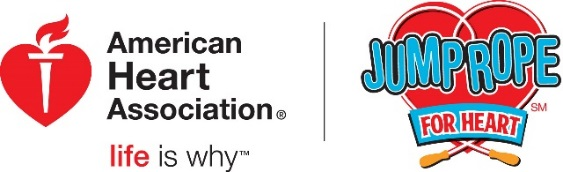 American
Heart
Association®
life is why™
JUMP ROPE
FOR HEART
SM